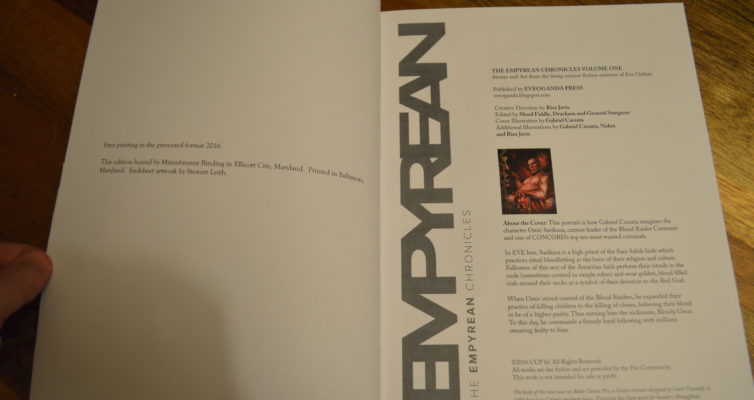 First printing in the presented format 2016.
This edition bound by Minisbrunner Binding in Ellicott City, Maryland. Printed in Baltimore,
Maryland. Endsheet artwork by Stewart Leith.
EMPYREAN
THE EMPYREAN CHRONICLES
THE EMPYREAN CHRONICLES VOLUME ONE
Stories and Art from the living science fiction universe of Eve Online.
Published by EVEOGANDA PRESS
eveoganda.blogspot.com
Creative Direction by Rixx Javix
Edited by Mord Fiddle, Drackarn and General Stargazer
Cover Illustration by Gabriel Cassata
Additional Illustrations by Gabriel Cassata, Niden
and Rixx Javix
About the Cover: This portrait is how Gabriel Cassata imagines the
character Omir Sarikusa, current leader of the Blood Raider Covenant
and one of CONCORD's top ten most wanted criminals.
In EVE lore, Sarikusa is a high priest of the Sani Sabik faith which
practices ritual bloodletting as the basis of their religion and culture.
Followers of this sect of the Amarrian faith perform their rituals in the
nude (sometimes covered in simple robes) and wear golden, blood filled
vials around their necks as a symbol of their devotion to the Red God.
When Omir seized control of the Blood Raiders, he expanded their
practice of killing children to the killing of clones, believing their blood
to be of a higher purity. Thus earning him the nickname, Bloody Omir.
To this day, he commands a fiercely loyal following with millions
swearing fealty to him.
©2016 CCP hf. All Rights Reserved.
All works are fan fiction and art provided by the Eve Community.
This work is not intended for sale or profit.
The body of this text was set Adobe Caslon Pro, a Caslon variant designed by Carol Twombly in